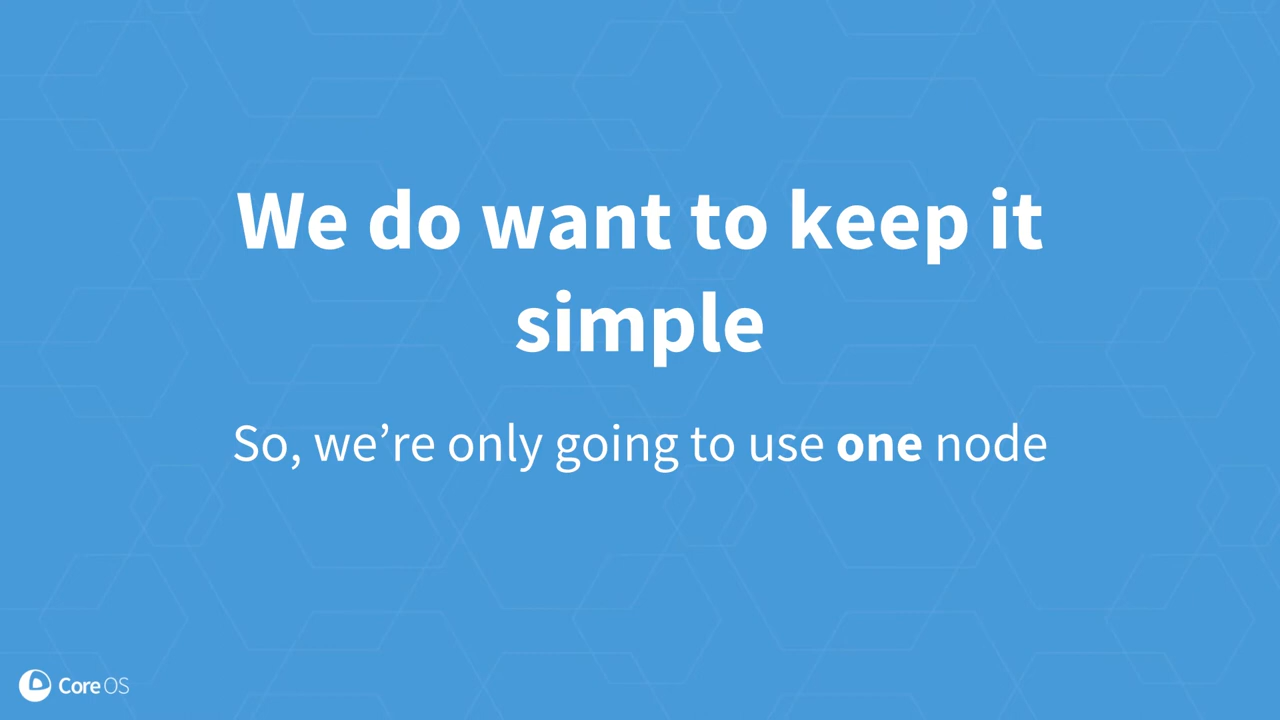 We do want to keep it
simple
So, we’re only going to use one node
CoreOS